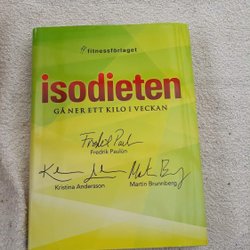 fitnessförlaget
isodieten
GÅ NER ETT KILO I VECKAN
Fredrik Paulún
Kristina Andersson
Martin Brunnberg